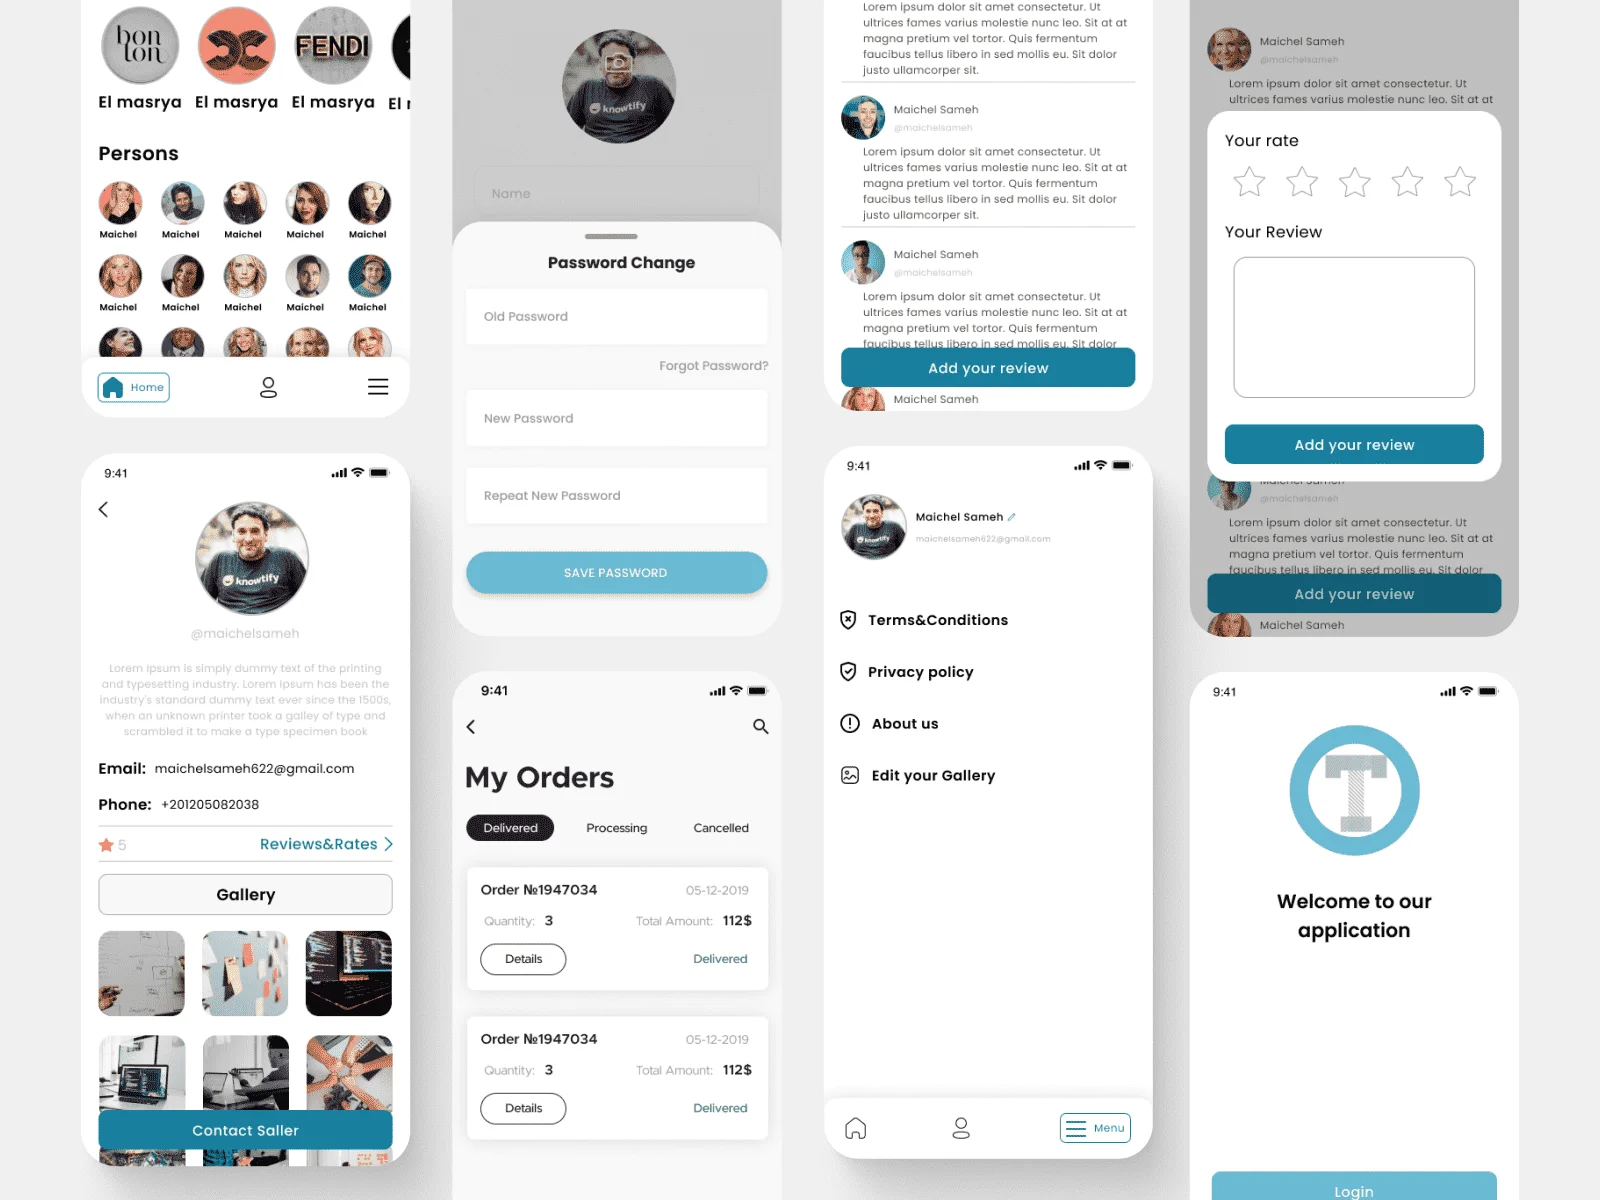 bon
ton
FENDI
El masrya
El masrya
El masrya
El
Persons
Maichel
Maichel
Maichel
Maichel
Maichel
Maichel
Maichel
Maichel
Maichel
Maichel
Home
9:41
knowtify
@maichelsameh
Lorem Ipsum is simply dummy text of the printing
and typesetting industry. Lorem Ipsum has been the
industry's standard dummy text ever since the 1500s,
when an unknown printer took a galley of type and
scrambled it to make a type specimen book
Email: maichelsameh622@gmail.com
Phone: +201205082038
5
Reviews&Rates
Gallery
Contact Saller
knowtify
Name
Password Change
Old Password
Forgot Password?
New Password
Repeat New Password
SAVE PASSWORD
9:41
My Orders
Delivered
Processing
Cancelled
Order №1947034
05-12-2019
Quantity: 3
Total Amount: 112$
Details
Delivered
Order №1947034
05-12-2019
Quantity: 3
Total Amount: 112$
Details
Delivered
Lorem ipsum dolor sit amet consectetur. Ut
ultrices fames varius molestie nunc leo. Sit at at
magna pretium vel tortor. Quis fermentum
faucibus tellus libero in sed mollis eu. Sit dolor
justo ullamcorper sit.
Maichel Sameh
@maichelsameh
Lorem ipsum dolor sit amet consectetur. Ut
ultrices fames varius molestie nunc leo. Sit at at
magna pretium vel tortor. Quis fermentum
faucibus tellus libero in sed mollis eu. Sit dolor
justo ullamcorper sit.
Maichel Sameh
@maichelsameh
Lorem ipsum dolor sit amet consectetur. Ut
ultrices fames varius molestie nunc leo. Sit at at
magna pretium vel tortor. Quis fermentum
faucibus tellus libero in sed mollis eu. Sit dolor
Add your review
Maichel Sameh
9:41
knowtify
Maichel Sameh
maichelsameh622@gmail.com
Terms&Conditions
Privacy policy
About us
Edit your Gallery
Menu
Maichel Sameh
@maichelsameh
Lorem ipsum dolor sit amet consectetur. Ut
ultrices fames varius molestie nunc leo. Sit at at
Your rate
Your Review
Add your review
Maichel Sameh
@maichelsameh
Lorem ipsum dolor sit amet consectetur. Ut
ultrices fames varius molestie nunc leo. Sit at at
magna pretium vel tortor. Quis fermentum
faucibus tellus libero in sed mollis eu. Sit dolor
Add your review
Maichel Sameh
9:41
T
Welcome to our
application
Login